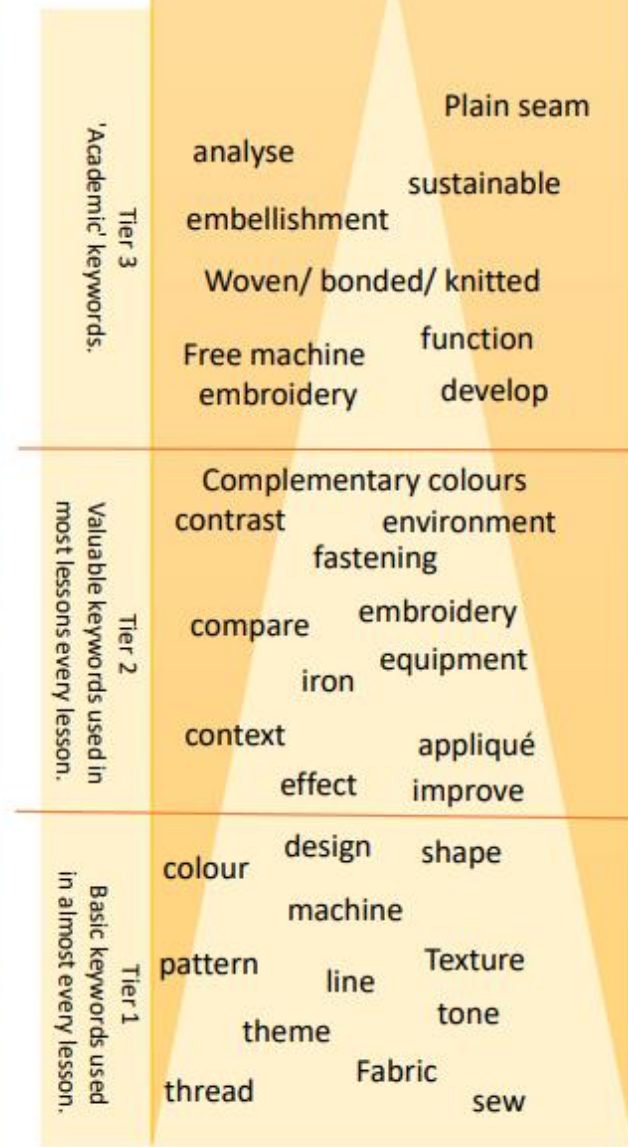 Tier 3
'Academic' keywords.
Plain seam
analyse
sustainable
embellishment
Woven/ bonded/ knitted
function
Free machine
embroidery
develop
Tier 2
Valuable keywords used in
most lessons every lesson.
Complementary colours
contrast
environment
fastening
embroidery
compare
equipment
iron
context
appliqué
effect
improve
Tier 1
Basic keywords used
in almost every lesson.
design
shape
colour
machine
pattern
Texture
line
tone
theme
Fabric
thread
sew